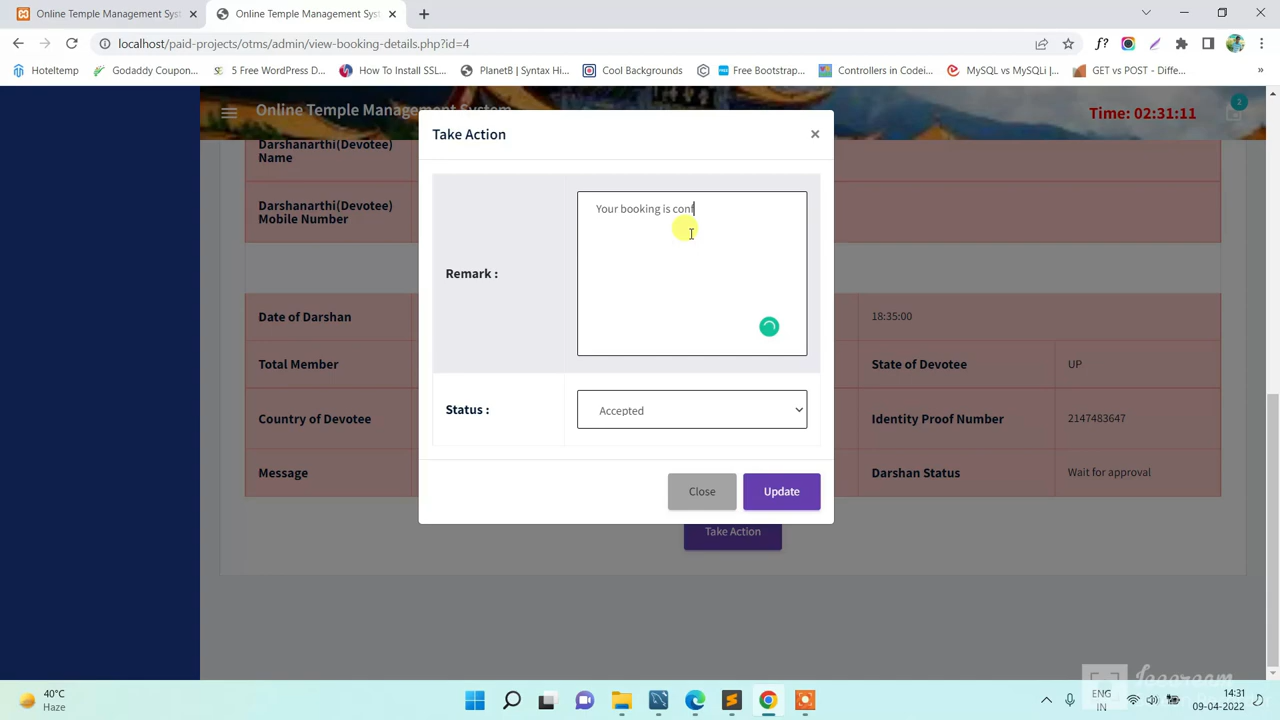 Online Temple Management Syste
Online Temple Management Syste
localhost/paid-projects/otms/admin/view-booking-details.php?id=4
f?
Hoteltemp
Godaddy Coupon...
5 Free WordPress D...
How To Install SSL...
PlanetB | Syntax Hi...
Cool Backgrounds
Free Bootstrap...
Controllers in Codei...
MySQL vs MySQLi |...
GET vs POST - Diffe...
Online Temple Management System
Time: 02:31:11
2
Take Action
×
Darshanarthi(Devotee)
Name
Darshanarthi(Devotee)
Mobile Number
Your booking is conf
Remark :
Date of Darshan
18:35:00
Total Member
State of Devotee
UP
Status :
Accepted
Country of Devotee
Identity Proof Number
2147483647
Message
Darshan Status
Wait for approval
Close
Update
Take Action
Icecream
40°C
Haze
ENG
IN
14:31
09-04-2022